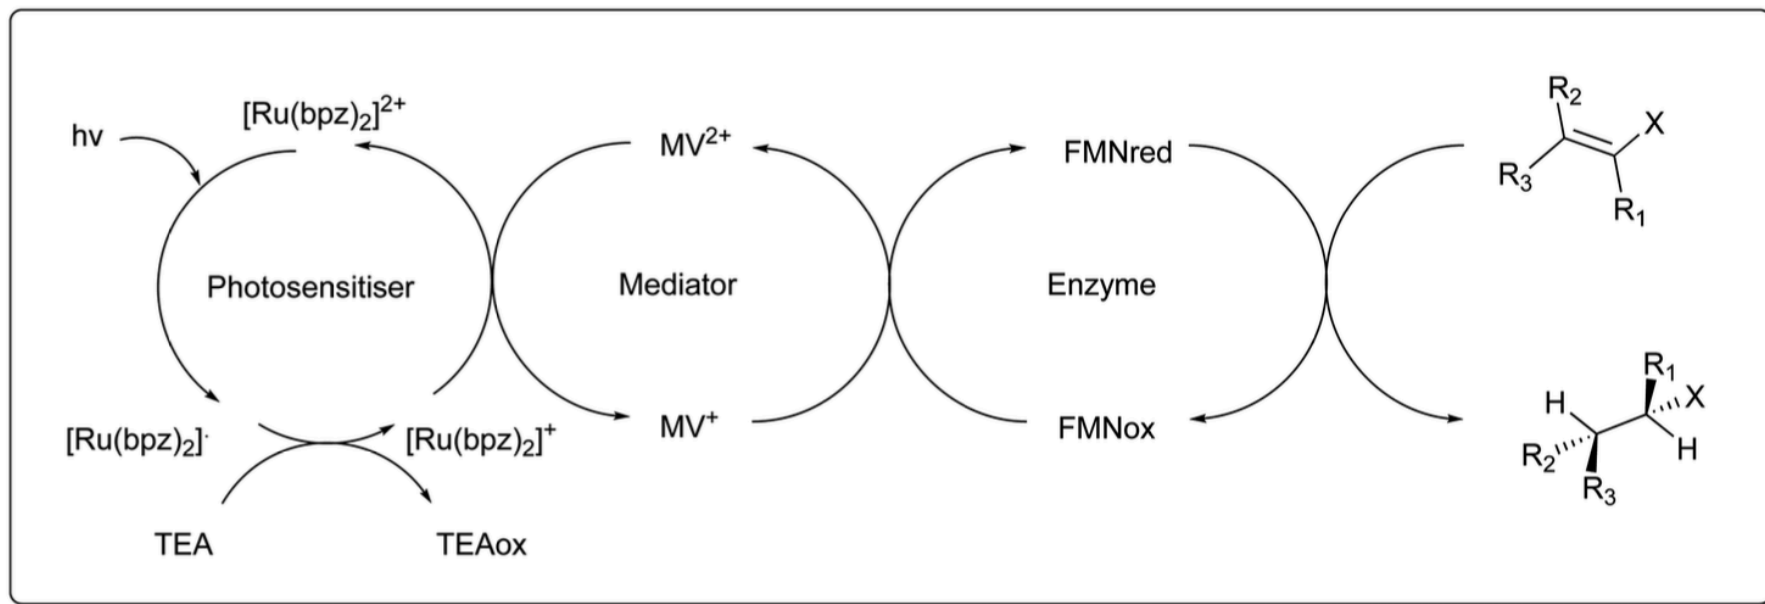 hv
[Ru(bpz)₂]²⁺
Photosensitiser
[Ru(bpz)₂]·
[Ru(bpz)₂]⁺
TEA
TEAox
MV²⁺
Mediator
MV⁺
FMNred
Enzyme
FMNox
R₂
X
R₃
R₁
R₁
H
X
R₂
H
R₃